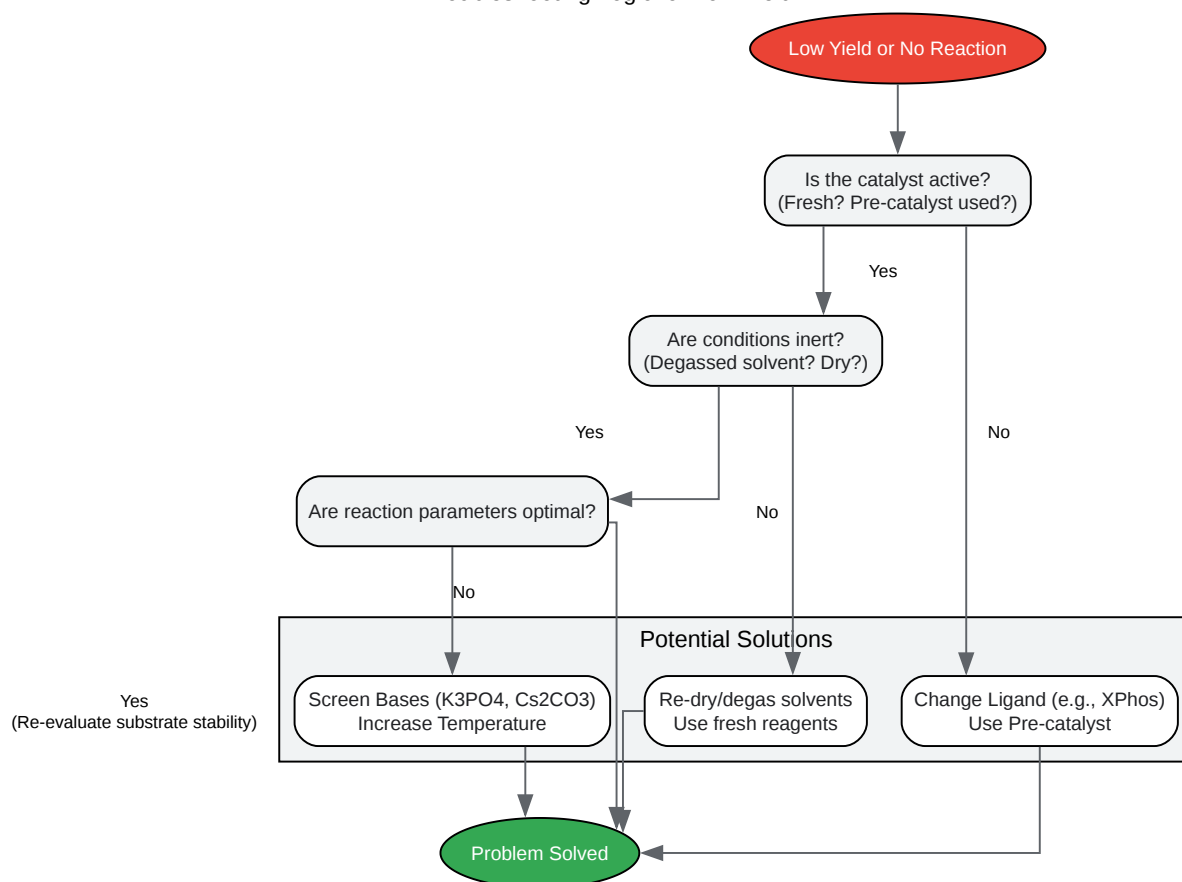 Low Yield or No Reaction
Is the catalyst active?
(Fresh? Pre-catalyst used?)
Yes
Are conditions inert?
(Degassed solvent? Dry?)
Yes
No
Are reaction parameters optimal?
No
No
Potential Solutions
Screen Bases (K3PO4, Cs2CO3)
Increase Temperature
Re-dry/degas solvents
Use fresh reagents
Change Ligand (e.g., XPhos)
Use Pre-catalyst
Yes
(Re-evaluate substrate stability)
Problem Solved